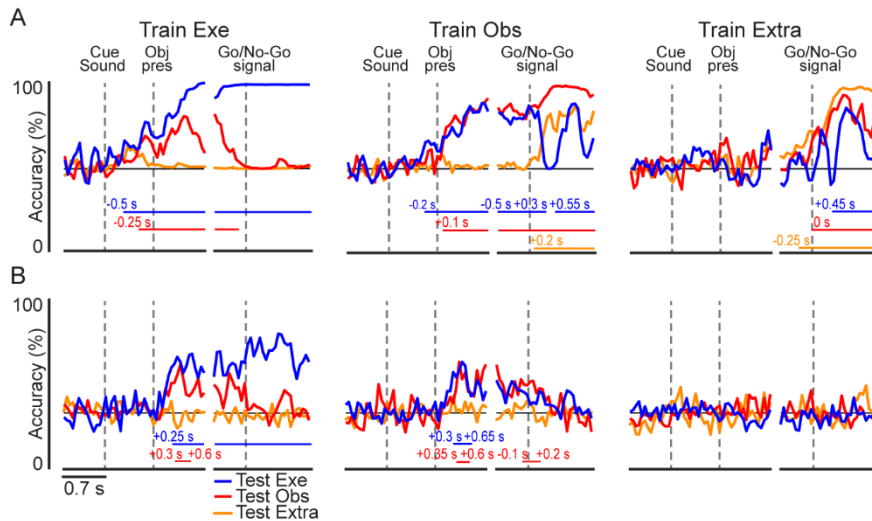 A
Train Exe
Train Obs
Train Extra
Cue Sound
Obj pres
Go/No-Go signal
Cue Sound
Obj pres
Go/No-Go signal
Cue Sound
Obj pres
Go/No-Go signal
100
Accuracy (%)
0
-0.5 s
-0.25 s
-0.2 s
+0.1 s
-0.5 s +0.3 s +0.55 s
+0.2 s
+0.45 s
0 s
-0.25 s
B
100
Accuracy (%)
0
+0.25 s
+0.3 s +0.6 s
+0.3 s +0.65 s
+0.35 s +0.6 s -0.1 s +0.2 s
0.7 s
Test Exe
Test Obs
Test Extra